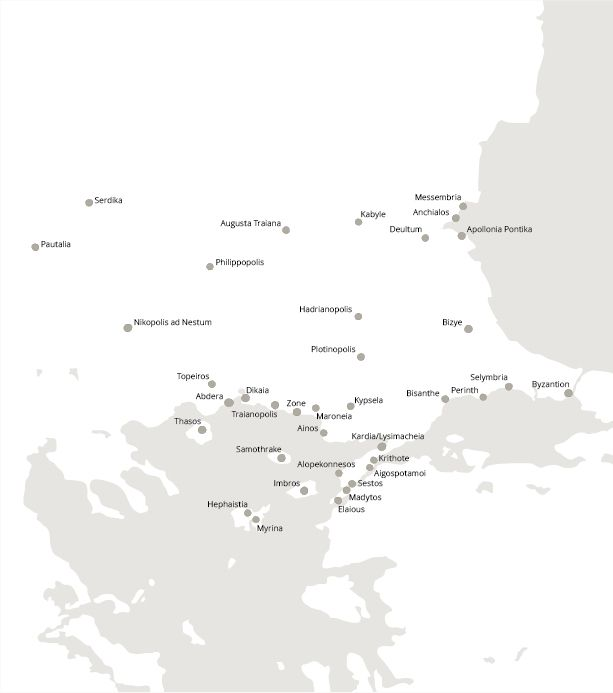 Messembria
Serdika
Anchialos
Kabyle
Augusta Traiana
Deultum
Apollonia Pontika
Pautalia
Philippopolis
Hadrianopolis
Nikopolis ad Nestum
Bizye
Plotinopolis
Topeiros
Selymbria
Byzantion
Dikaia
Perinth
Bisanthe
Abdera
Kypsela
Zone
Traianopolis
Maroneia
Thasos
Ainos
Kardia/Lysimacheia
Samothrake
Krithote
Alopekonnesos
Aigospotamoi
Imbros
Sestos
Madytos
Hephaistia
Elaious
Myrina